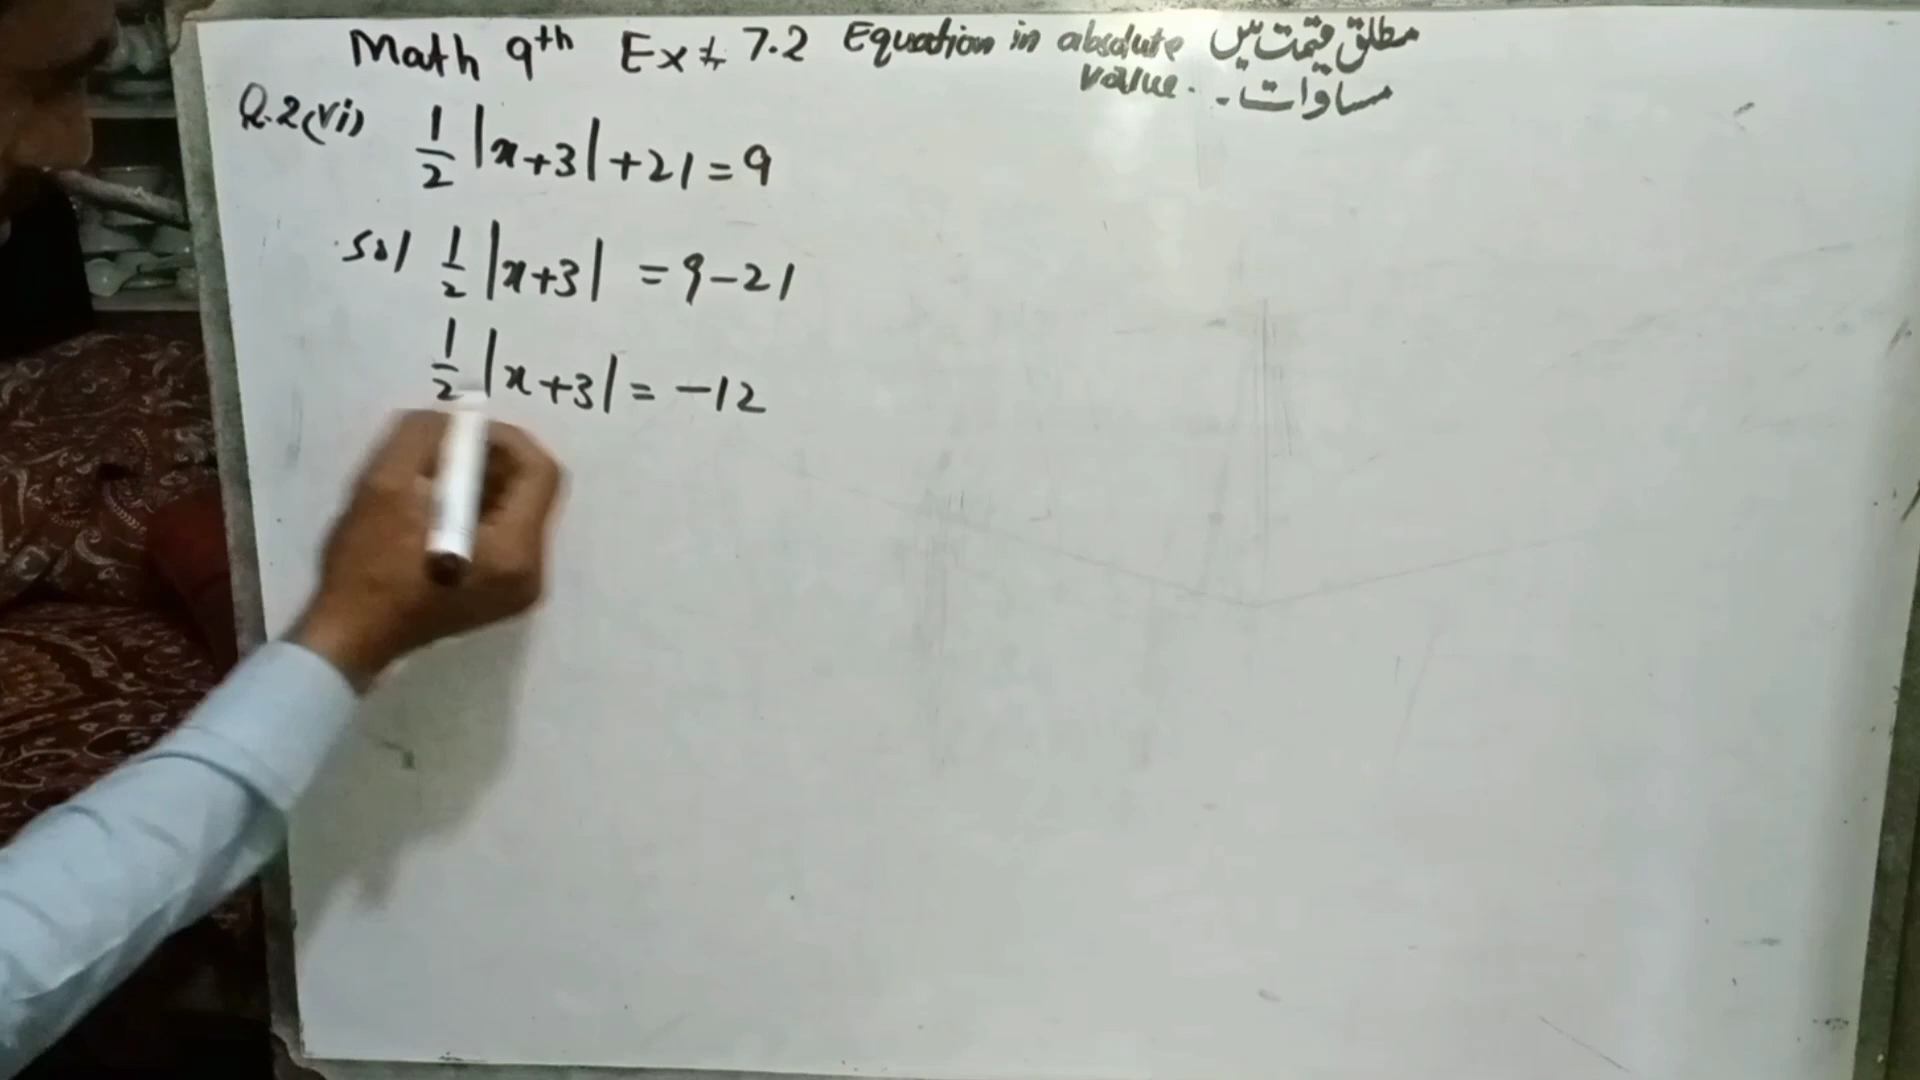 Math 9th Ex # 7.2 Equation in absolute value. مطلق قیمت میں مساوات۔
Q.2(vi) 1/2 |x+3| + 21 = 9
Sol 1/2 |x+3| = 9-21
1/2 |x+3| = -12